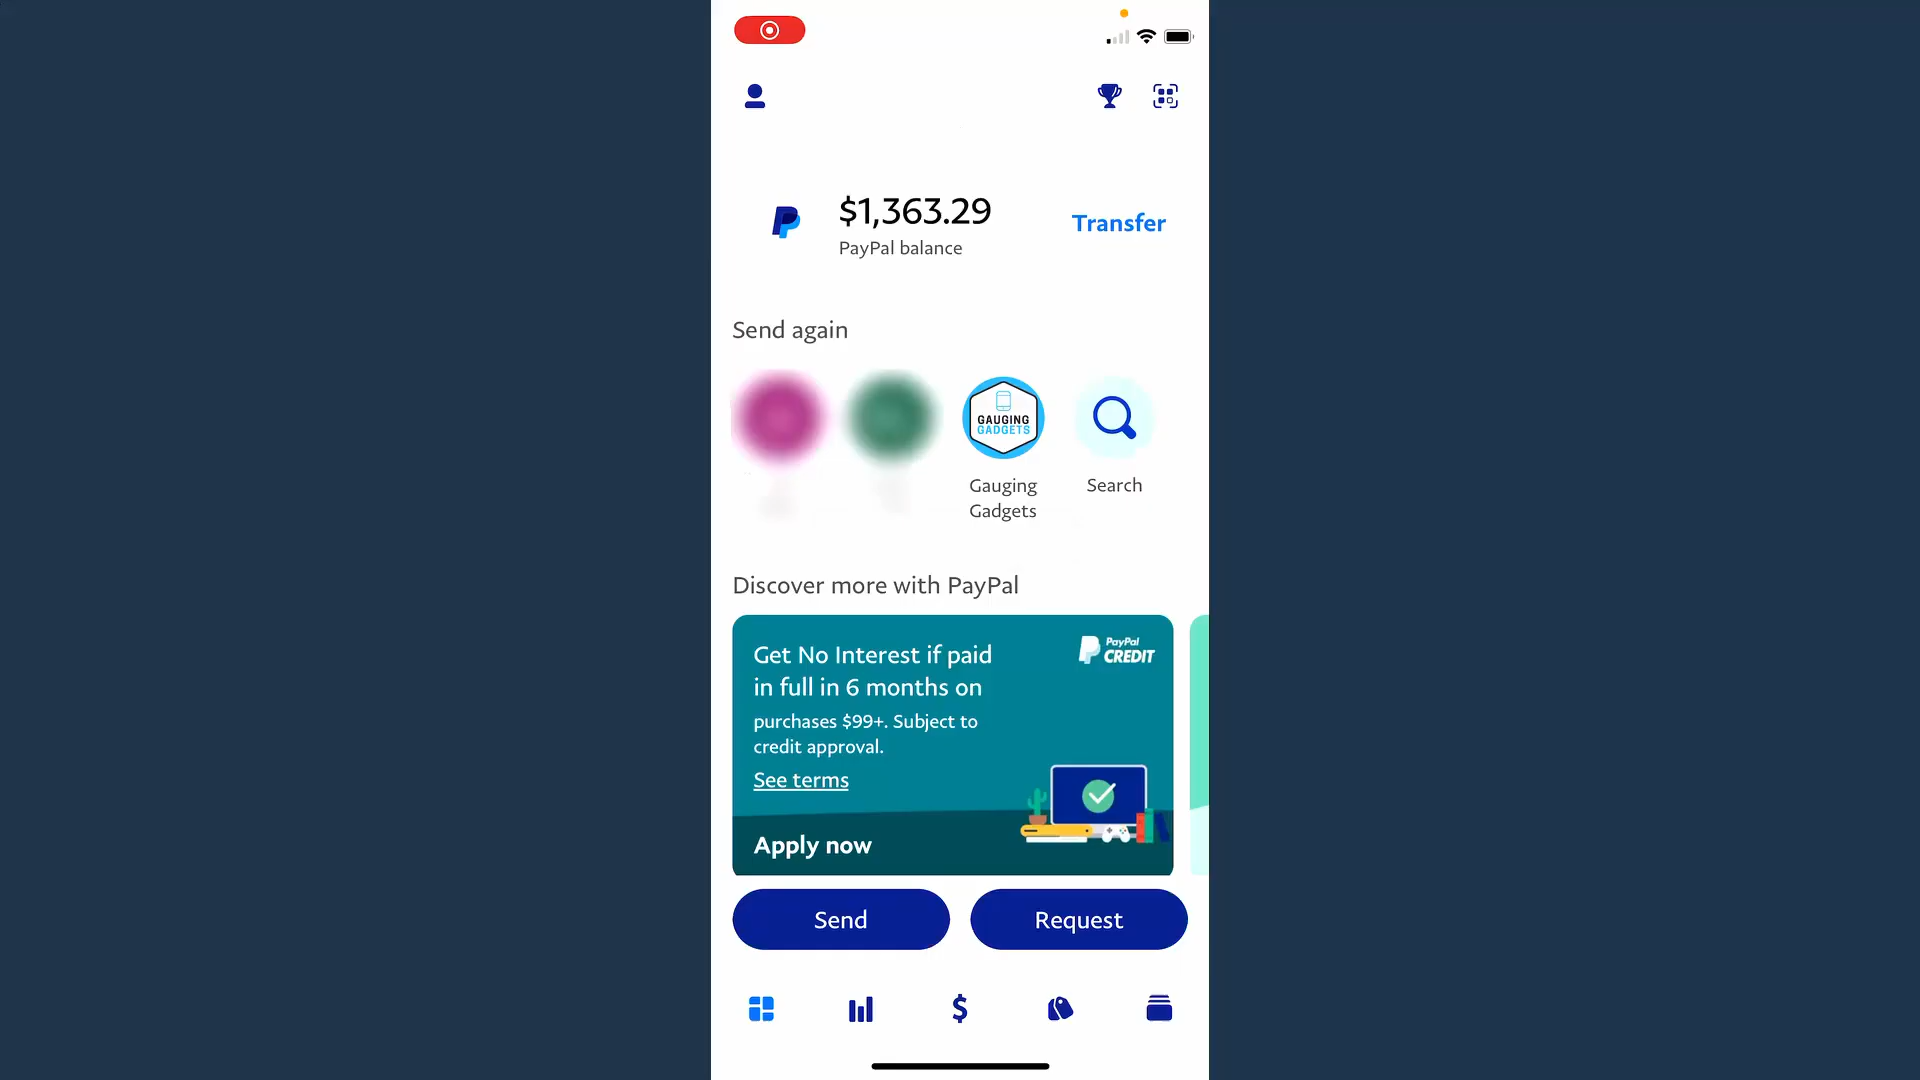 $1,363.29
PayPal balance
Transfer
Send again
GAUGING
GADGETS
Gauging
Gadgets
Search
Discover more with PayPal
Get No Interest if paid
in full in 6 months on
purchases $99+. Subject to
credit approval.
See terms
PayPal
CREDIT
Apply now
Send
Request